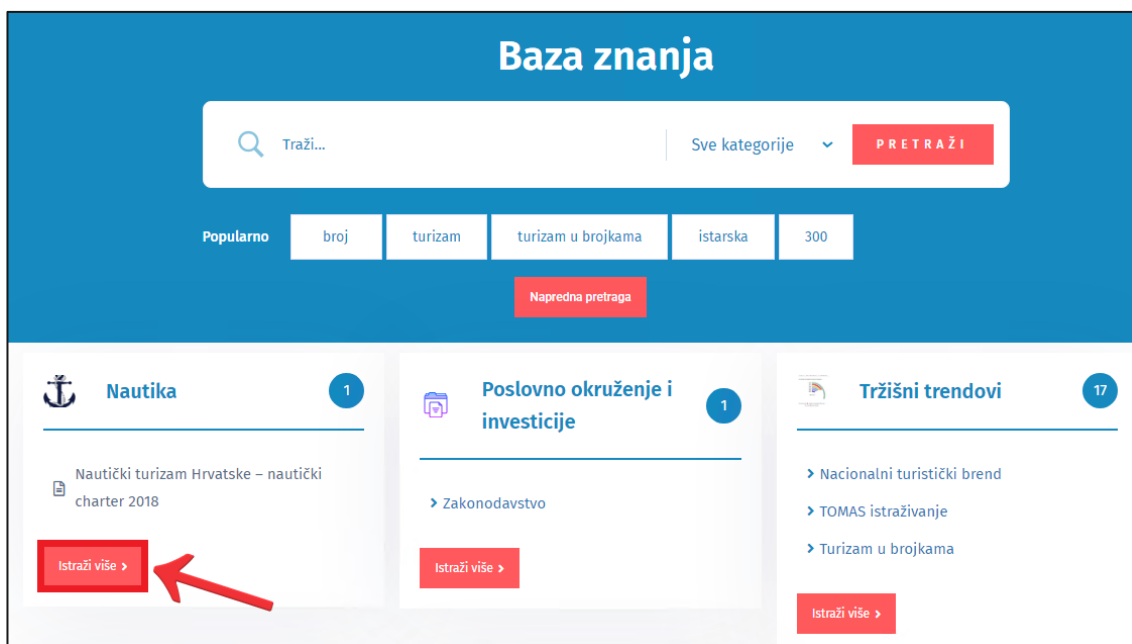 Baza znanja
Traži...
Sve kategorije
PRETRAŽI
Popularno
broj
turizam
turizam u brojkama
istarska
300
Napredna pretraga
Nautika
1
Nautički turizam Hrvatske – nautički
charter 2018
Istraži više
Poslovno okruženje i
investicije
1
Zakonodavstvo
Istraži više
Tržišni trendovi
17
Nacionalni turistički brend
TOMAS istraživanje
Turizam u brojkama
Istraži više